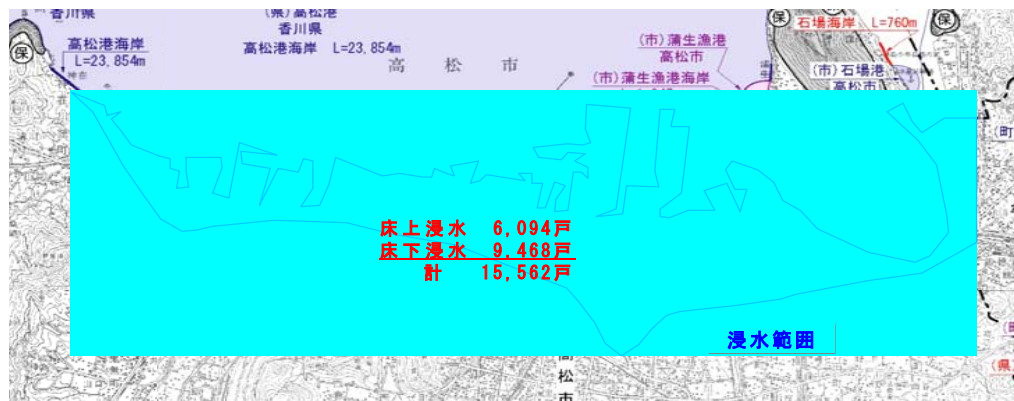 香川県
(県)高松港
香川県
高松港海岸 L=23,854m
高松港海岸
L=23,854m
保
高松市
(市)蒲生漁港
高松市
(市)蒲生漁港海岸
保
石場海岸 L=760m
保
(市)石場港
高松市
(町
床上浸水 6,094戸
床下浸水 9,468戸
計 15,562戸
浸水範囲
高松市
(県)